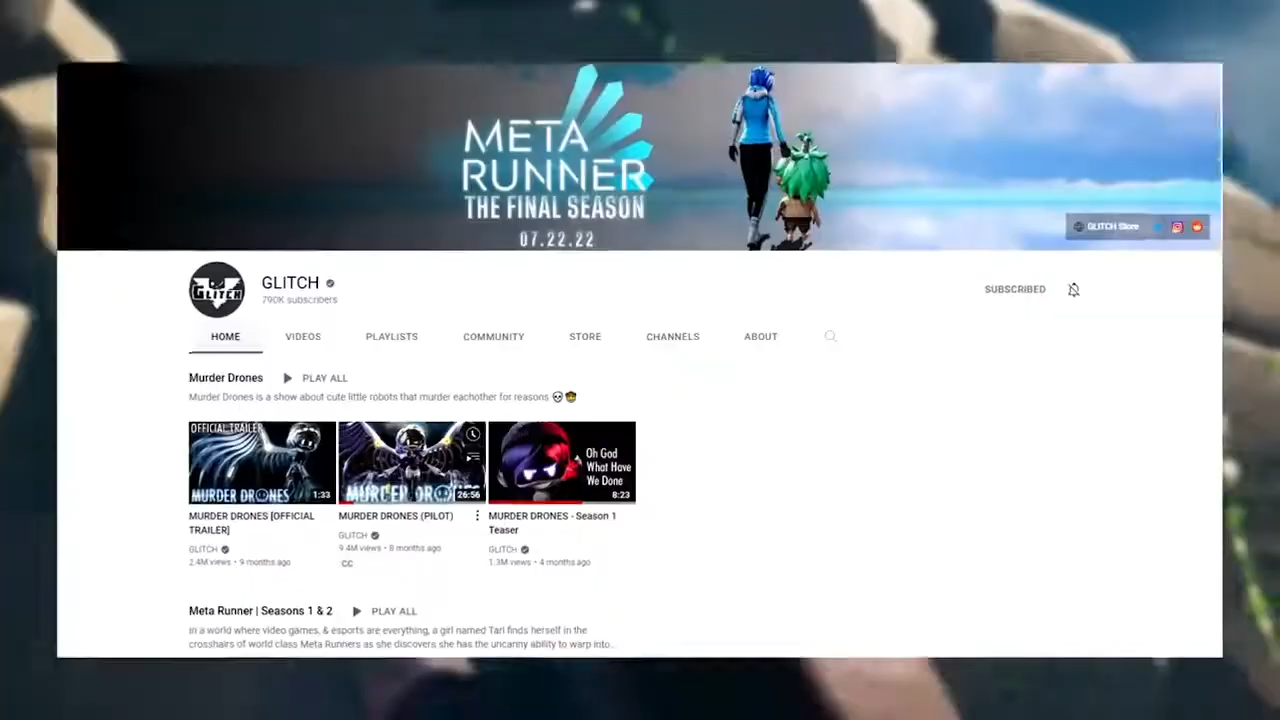 META
RUNNER
THE FINAL SEASON
07.22.22
GLITCH Store
GLITCH
GLITCH
790K subscribers
SUBSCRIBED
HOME VIDEOS PLAYLISTS COMMUNITY STORE CHANNELS ABOUT
Murder Drones PLAY ALL
Murder Drones is a show about cute little robots that murder eachother for reasons 💀🤠
OFFICIAL TRAILER
MURDER DRONES
1:33
MURDER DRONES
26:56
Oh God
What Have
We Done
8:23
MURDER DRONES [OFFICIAL
TRAILER]
GLITCH
2.4M views • 9 months ago
MURDER DRONES (PILOT)
GLITCH
9.4M views • 8 months ago
CC
MURDER DRONES - Season 1
Teaser
GLITCH
1.3M views • 4 months ago
Meta Runner | Seasons 1 & 2 PLAY ALL
In a world where video games, & esports are everything, a girl named Tari finds herself in the
crosshairs of world class Meta Runners as she discovers she has the uncanny ability to warp into...